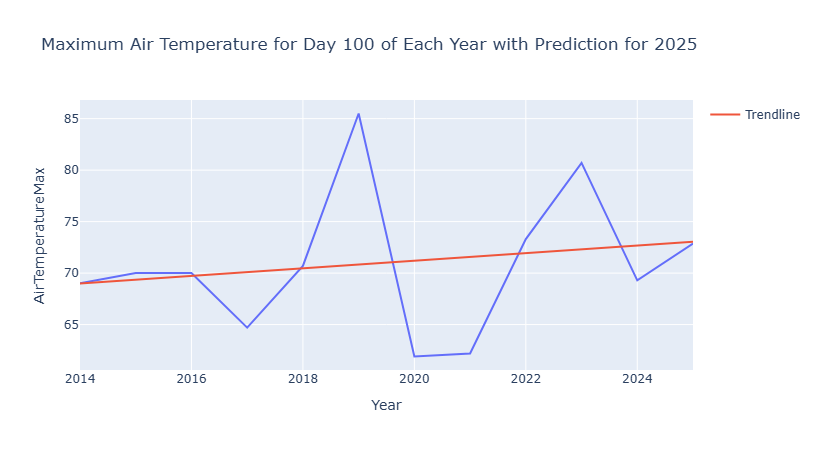 Maximum Air Temperature for Day 100 of Each Year with Prediction for 2025
Trendline
AirTemperatureMax
85
80
75
70
65
2014 2016 2018 2020 2022 2024
Year